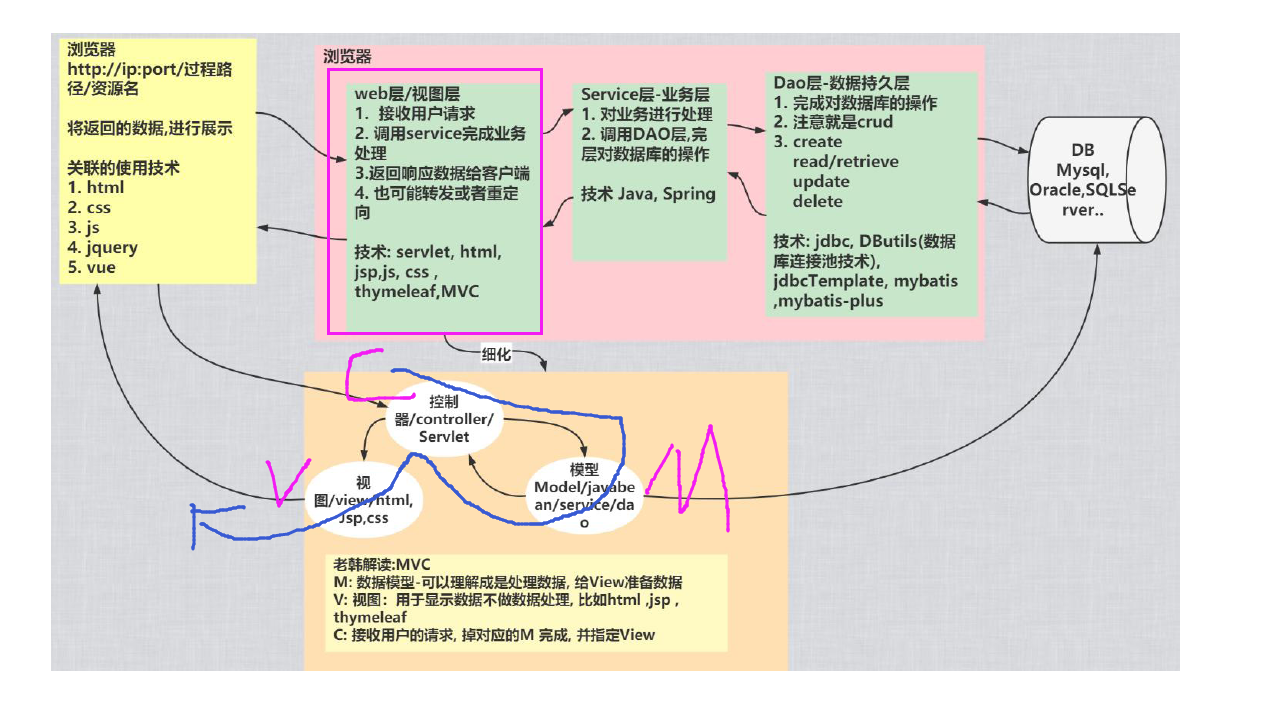 浏览器
http://ip:port/过程路
径/资源名
将返回的数据,进行展示
关联的使用技术
1. html
2. css
3. js
4. jquery
5. vue
浏览器
web层/视图层
1. 接收用户请求
2. 调用service完成业务
处理
3.返回响应数据给客户端
4. 也可能转发或者重定
向
技术: servlet, html,
jsp,js, css ,
thymeleaf,MVC
Service层-业务层
1. 对业务进行处理
2. 调用DAO层,完
层对数据库的操作
技术 Java, Spring
Dao层-数据持久层
1. 完成对数据库的操作
2. 注意就是crud
3. create
read/retrieve
update
delete
技术: jdbc, DButils(数据
库连接池技术),
jdbcTemplate, mybatis
,mybatis-plus
DB
Mysql,
Oracle,SQLSe
rver..
细化
C
控制
器/controller/
Servlet
V
视
图/view/html,
Jsp,css
模型
Model/javabe
an/service/da
o
M
老韩解读:MVC
M: 数据模型-可以理解成是处理数据, 给View准备数据
V: 视图：用于显示数据不做数据处理, 比如html ,jsp ,
thymeleaf
C: 接收用户的请求, 掉对应的M 完成, 并指定View